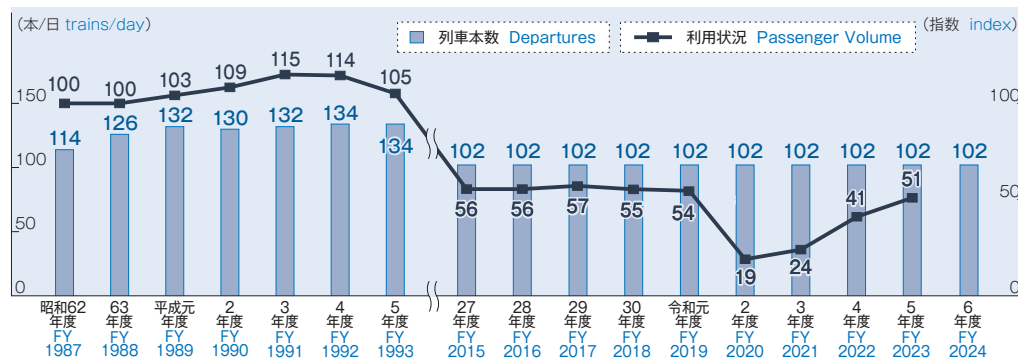 (本/日 trains/day)
列車本数 Departures
利用状況 Passenger Volume
(指数 index)
100 100 103 109 115 114 105
150
100
114 126 132 130 132 134 134
102 102 102 102 102 102 102 102 102 102
100
56 56 57 55 54 19 24 41 51
50
50
0
0
昭和62 63 平成元 2 3 4 5 27 28 29 30 令和元 2 3 4 5 6
年度 年度 年度 年度 年度 年度 年度 年度 年度 年度 年度 年度 年度 年度 年度 年度 年度
FY FY FY FY FY FY FY FY FY FY FY FY FY FY FY FY FY
1987 1988 1989 1990 1991 1992 1993 2015 2016 2017 2018 2019 2020 2021 2022 2023 2024